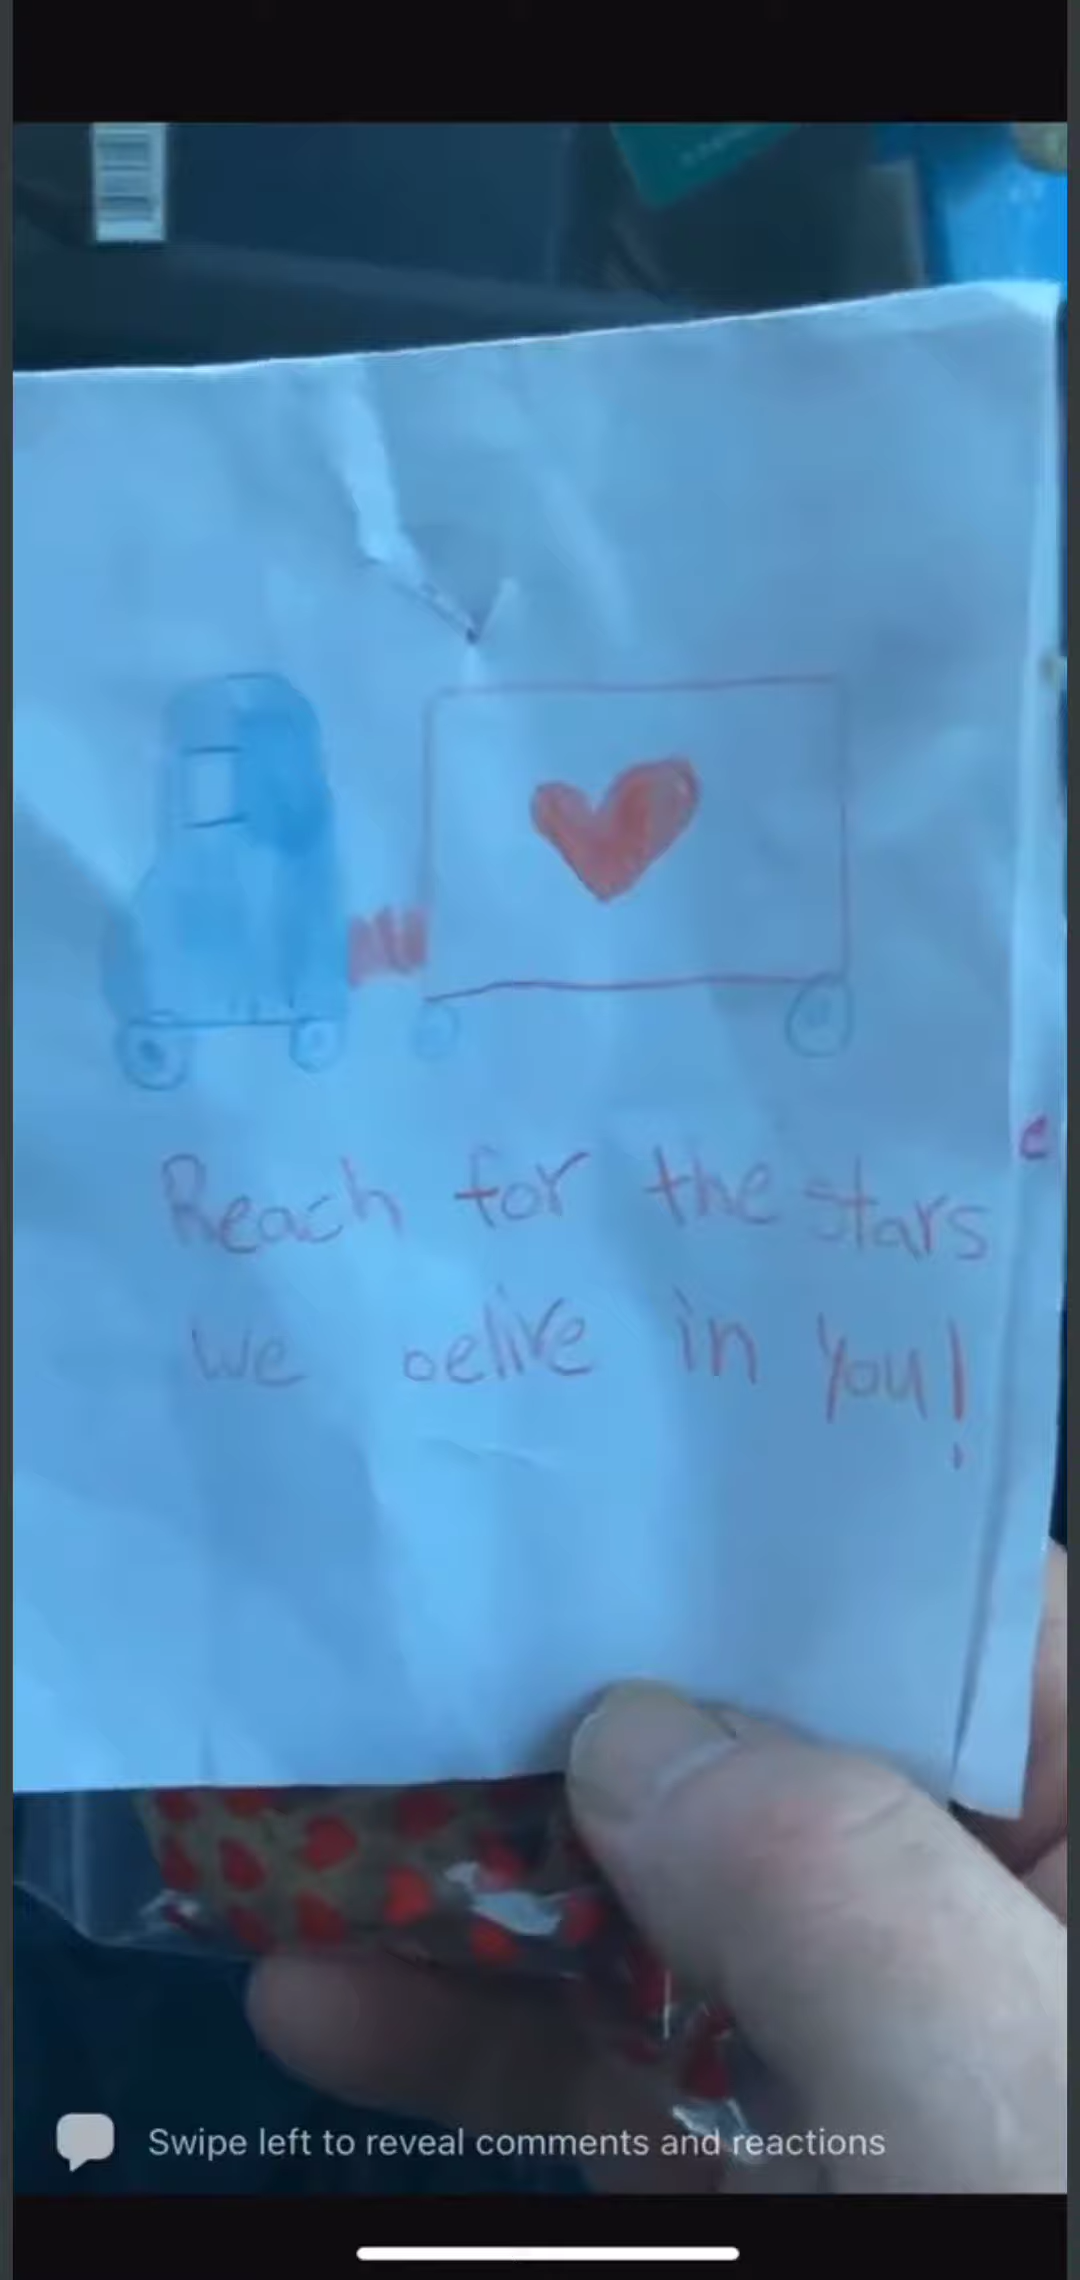 Reach for the stars
We belive in You!
Swipe left to reveal comments and reactions